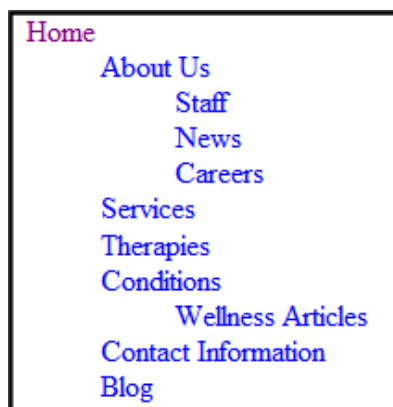 Home
About Us
Staff
News
Careers
Services
Therapies
Conditions
Wellness Articles
Contact Information
Blog